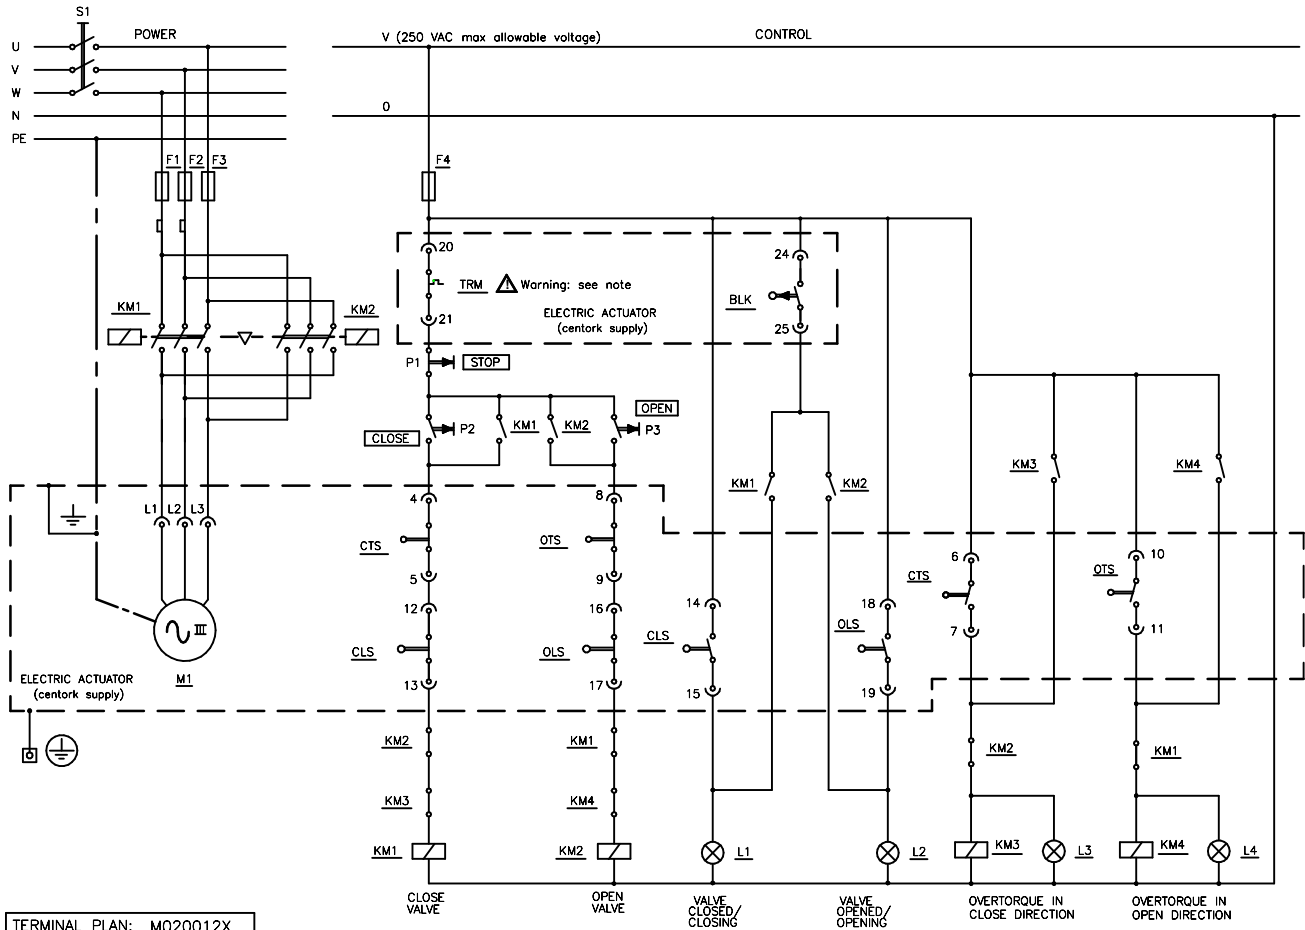 S1
POWER
V (250 VAC max allowable voltage)
CONTROL
U
V
W
N
O
PE
F1 F2 F3
F4
20
24
TRM
Warning: see note
BLK
KM1
KM2
ELECTRIC ACTUATOR
(centork supply)
21
25
P1
STOP
OPEN
CLOSE
P2
KM1
KM2
P3
KM3
KM4
KM1
KM2
4
8
L1 L2 L3
CTS
OTS
6
10
5
9
CTS
OTS
12
16
14
18
7
11
CLS
OLS
CLS
OLS
III
ELECTRIC ACTUATOR
(centork supply)
M1
13
17
15
19
KM2
KM1
KM2
KM1
KM3
KM4
KM1
KM2
L1
L2
KM3
L3
KM4
L4
CLOSE
VALVE
OPEN
VALVE
VALVE
CLOSED/
CLOSING
VALVE
OPENED/
OPENING
OVERTORQUE IN
CLOSE DIRECTION
OVERTORQUE IN
OPEN DIRECTION
TERMINAL PLAN: M020012X